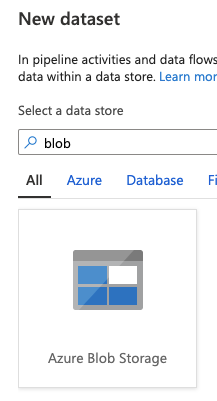 New dataset
In pipeline activities and data flows
data within a data store. Learn mor
Select a data store
blob
All Azure Database Fi
Azure Blob Storage